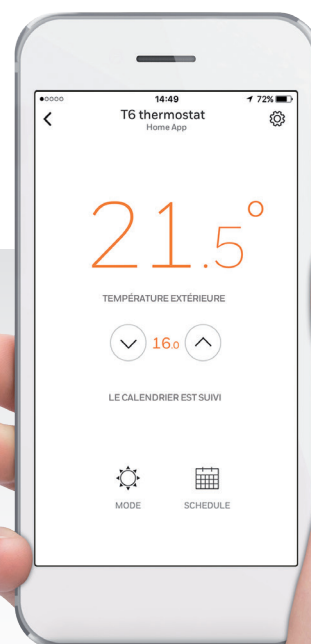 14:49 72%
T6 thermostat
Home App
21.5°
TEMPÉRATURE EXTÉRIEURE
16.0
LE CALENDRIER EST SUIVI
MODE SCHEDULE